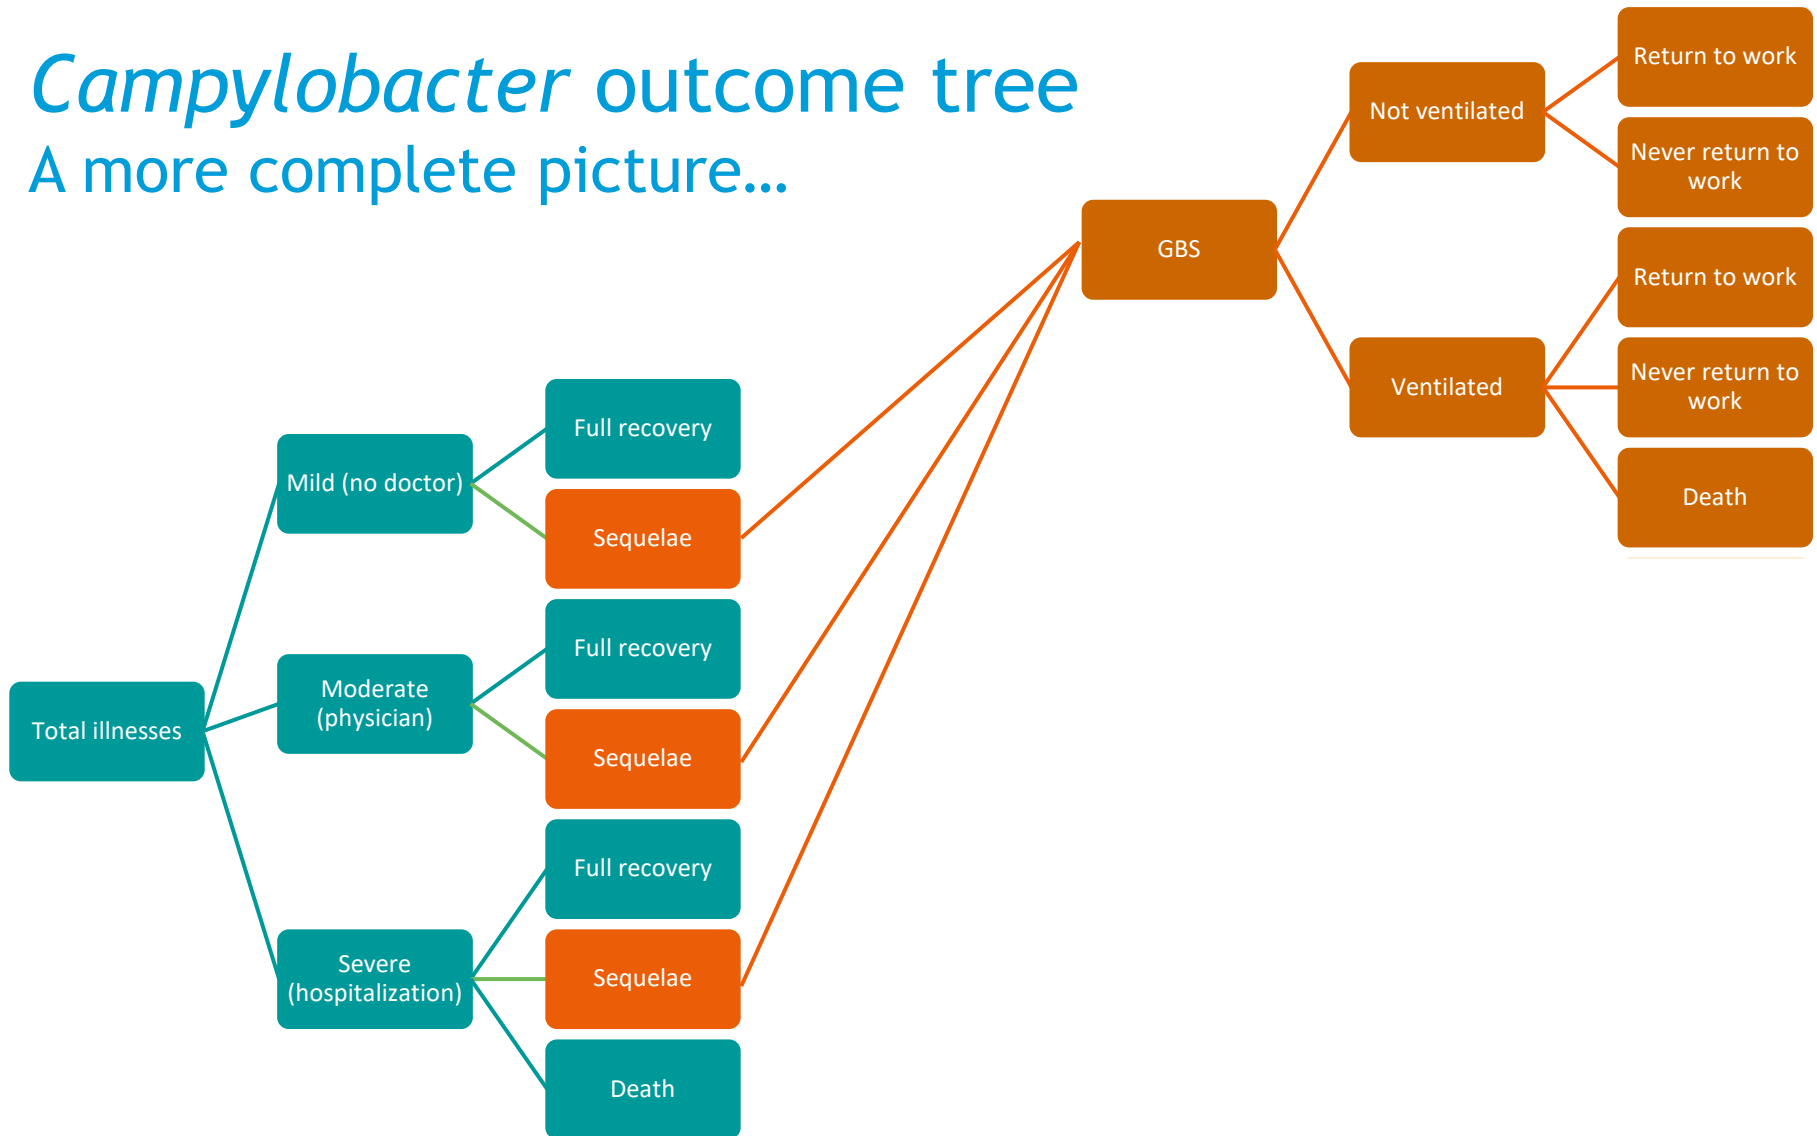 Campylobacter outcome tree
A more complete picture…
Total illnesses
Mild (no doctor)
Moderate
(physician)
Severe
(hospitalization)
Full recovery
Sequelae
Full recovery
Sequelae
Full recovery
Sequelae
Death
GBS
Not ventilated
Ventilated
Return to work
Never return to
work
Return to work
Never return to
work
Death